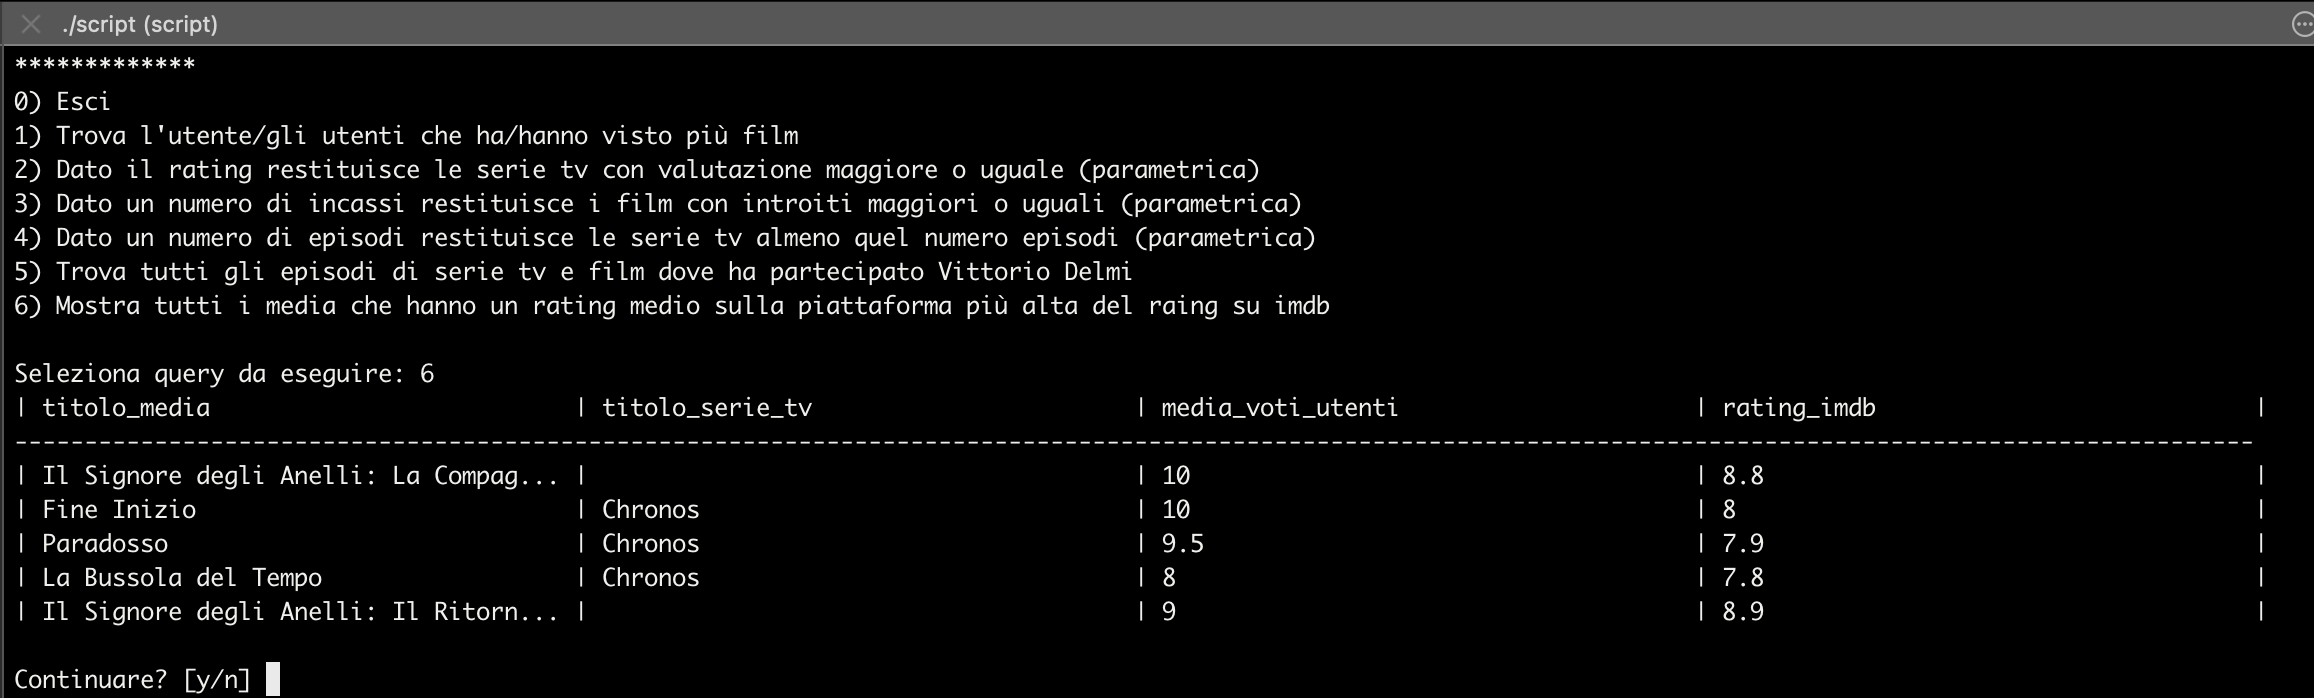 ./script (script)
*************
0) Esci
1) Trova l'utente/gli utenti che ha/hanno visto più film
2) Dato il rating restituisce le serie tv con valutazione maggiore o uguale (parametrica)
3) Dato un numero di incassi restituisce i film con introiti maggiori o uguali (parametrica)
4) Dato un numero di episodi restituisce le serie tv almeno quel numero episodi (parametrica)
5) Trova tutti gli episodi di serie tv e film dove ha partecipato Vittorio Delmi
6) Mostra tutti i media che hanno un rating medio sulla piattaforma più alta del raing su imdb
Seleziona query da eseguire: 6
| titolo_media | titolo_serie_tv | media_voti_utenti | rating_imdb |
----------------------------------------------------------------------------------------------------------------------------------------------------------------
| Il Signore degli Anelli: La Compag... | | 10 | 8.8 |
| Fine Inizio | Chronos | 10 | 8 |
| Paradosso | Chronos | 9.5 | 7.9 |
| La Bussola del Tempo | Chronos | 8 | 7.8 |
| Il Signore degli Anelli: Il Ritorn... | | 9 | 8.9 |
Continuare? [y/n]